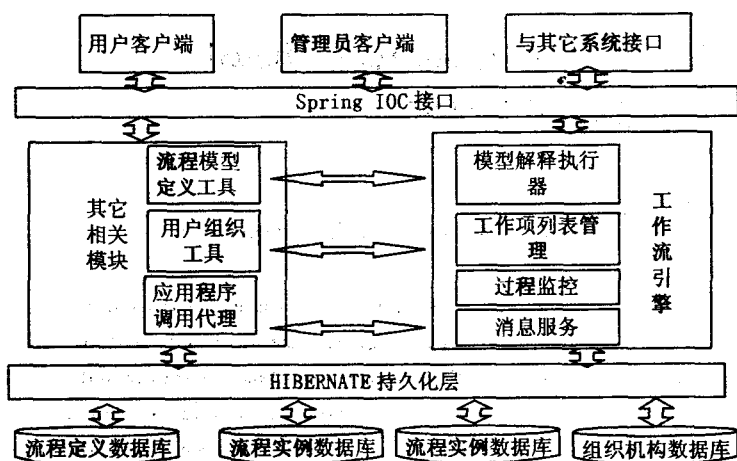 用户客户端
管理员客户端
与其它系统接口
Spring IOC 接口
其它
相关
模块
流程模型
定义工具
用户组织
工具
应用程序
调用代理
模型解释执行
器
工作项列表管
理
过程监控
消息服务
工
作
流
引
擎
HIBERNATE 持久化层
流程定义数据库
流程实例数据库
流程实例数据库
组织机构数据库